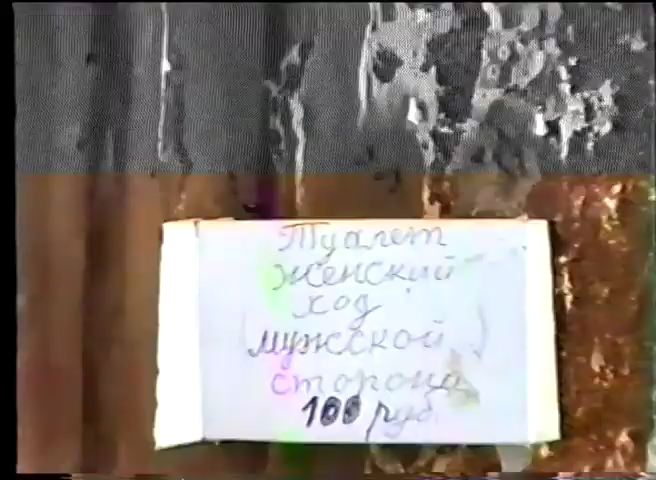 Туалет
женский
ход
(мужской)
сторона
100 руб.